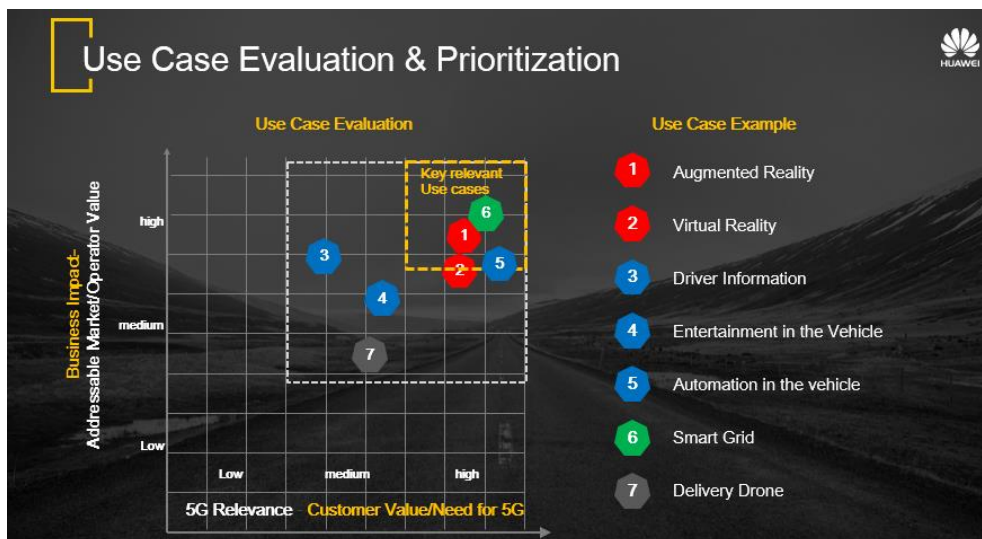 Use Case Evaluation & Prioritization
HUAWEI
Use Case Evaluation
Use Case Example
Business Impact-
Addressable Market/Operator Value
high
medium
Low
Key relevant
Use cases
6
1
3
2
5
4
7
Low
medium
high
5G Relevance - Customer Value/Need for 5G
1 Augmented Reality
2 Virtual Reality
3 Driver Information
4 Entertainment in the Vehicle
5 Automation in the vehicle
6 Smart Grid
7 Delivery Drone